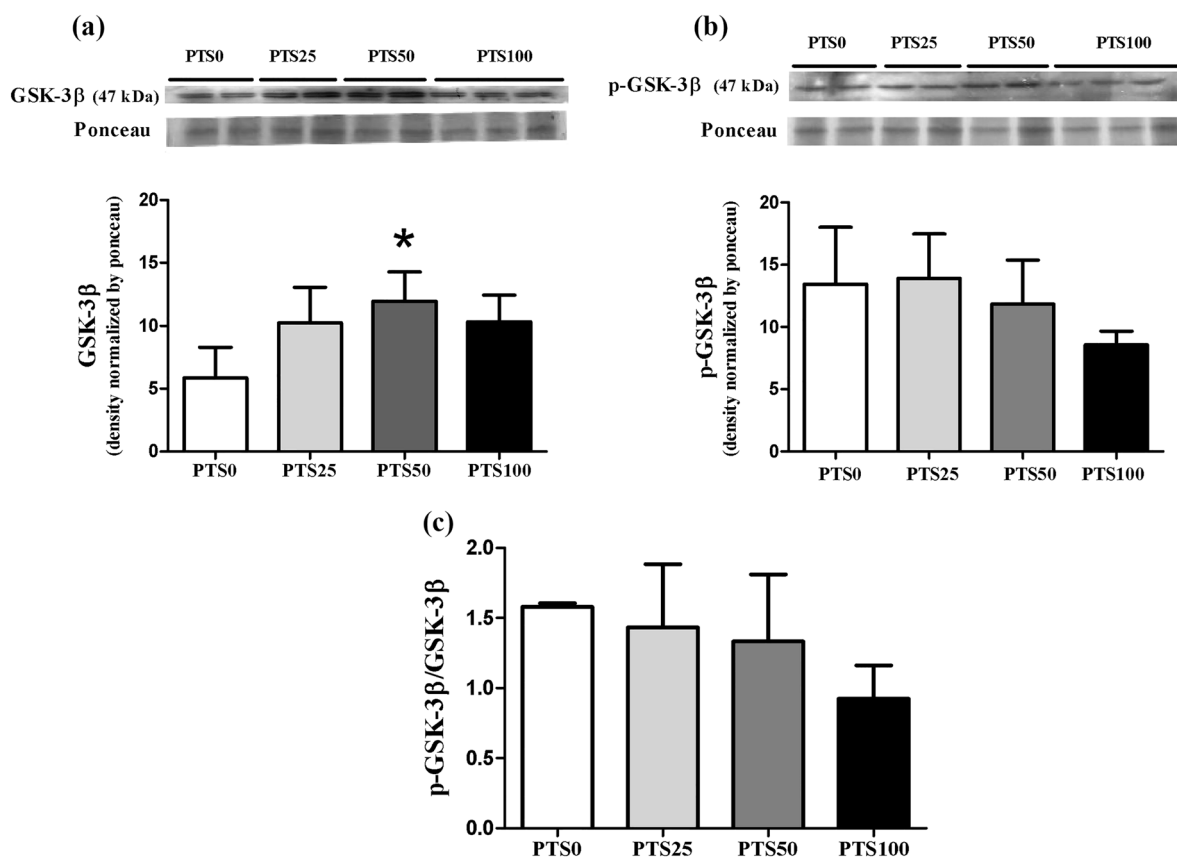 (a)
PTS0 PTS25 PTS50 PTS100
GSK-3β (47 kDa)
Ponceau
GSK-3β
(density normalized by ponceau)
20
15
10
5
0
*
PTS0 PTS25 PTS50 PTS100
(b)
PTS0 PTS25 PTS50 PTS100
p-GSK-3β (47 kDa)
Ponceau
p-GSK-3β
(density normalized by ponceau)
20
15
10
5
0
PTS0 PTS25 PTS50 PTS100
(c)
p-GSK-3β/GSK-3β
2.0
1.5
1.0
0.5
0.0
PTS0 PTS25 PTS50 PTS100